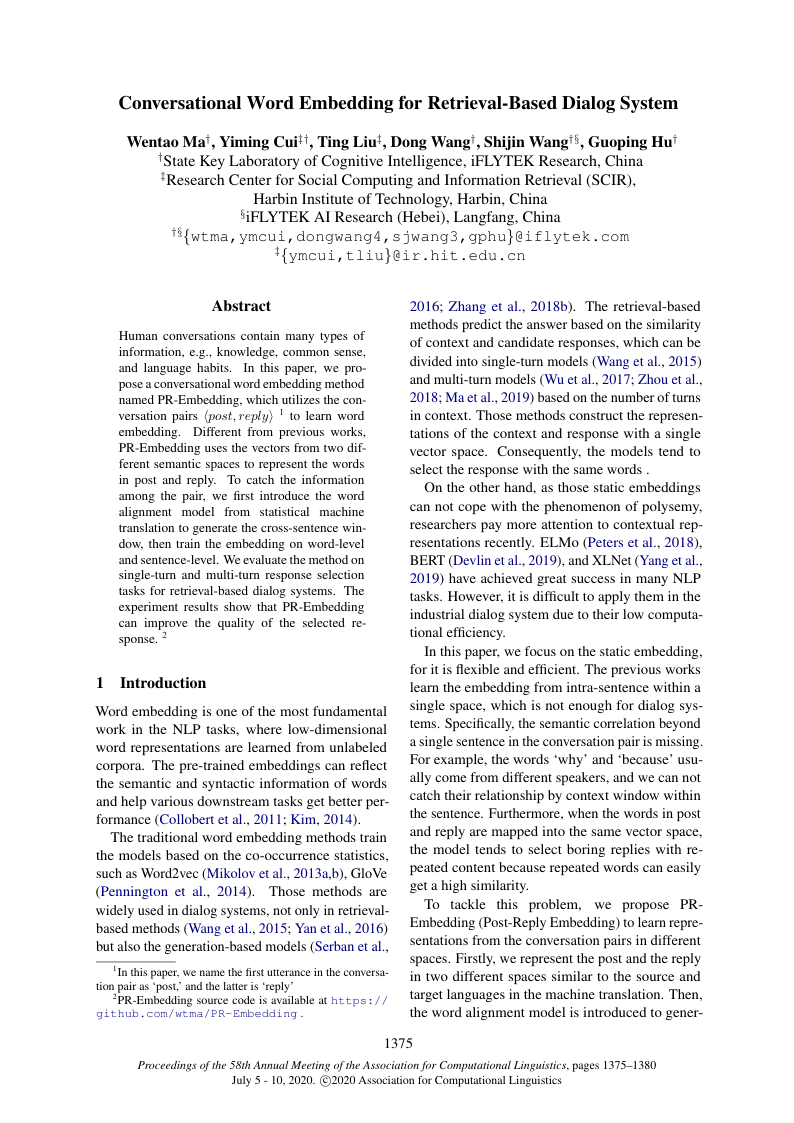 Conversational Word Embedding for Retrieval-Based Dialog System
Wentao Ma†, Yiming Cui‡†, Ting Liu‡, Dong Wang†, Shijin Wang†§, Guoping Hu†
†State Key Laboratory of Cognitive Intelligence, iFLYTEK Research, China
‡Research Center for Social Computing and Information Retrieval (SCIR),
Harbin Institute of Technology, Harbin, China
§iFLYTEK AI Research (Hebei), Langfang, China
†§{wtma,ymcui,dongwang4,sjwang3,gphu}@iflytek.com
‡{ymcui,tliu}@ir.hit.edu.cn
Abstract
Human conversations contain many types of
information, e.g., knowledge, common sense,
and language habits. In this paper, we pro-
pose a conversational word embedding method
named PR-Embedding, which utilizes the con-
versation pairs ⟨post, reply⟩ 1 to learn word
embedding. Different from previous works,
PR-Embedding uses the vectors from two dif-
ferent semantic spaces to represent the words
in post and reply. To catch the information
among the pair, we first introduce the word
alignment model from statistical machine
translation to generate the cross-sentence win-
dow, then train the embedding on word-level
and sentence-level. We evaluate the method on
single-turn and multi-turn response selection
tasks for retrieval-based dialog systems. The
experiment results show that PR-Embedding
can improve the quality of the selected re-
sponse. 2
1 Introduction
Word embedding is one of the most fundamental
work in the NLP tasks, where low-dimensional
word representations are learned from unlabeled
corpora. The pre-trained embeddings can reflect
the semantic and syntactic information of words
and help various downstream tasks get better per-
formance (Collobert et al., 2011; Kim, 2014).
The traditional word embedding methods train
the models based on the co-occurrence statistics,
such as Word2vec (Mikolov et al., 2013a,b), GloVe
(Pennington et al., 2014). Those methods are
widely used in dialog systems, not only in retrieval-
based methods (Wang et al., 2015; Yan et al., 2016)
but also the generation-based models (Serban et al.,
1In this paper, we name the first utterance in the conversa-
tion pair as ‘post,’ and the latter is ‘reply’
2PR-Embedding source code is available at https://
github.com/wtma/PR-Embedding .
2016; Zhang et al., 2018b). The retrieval-based
methods predict the answer based on the similarity
of context and candidate responses, which can be
divided into single-turn models (Wang et al., 2015)
and multi-turn models (Wu et al., 2017; Zhou et al.,
2018; Ma et al., 2019) based on the number of turns
in context. Those methods construct the represen-
tations of the context and response with a single
vector space. Consequently, the models tend to
select the response with the same words .
On the other hand, as those static embeddings
can not cope with the phenomenon of polysemy,
researchers pay more attention to contextual rep-
resentations recently. ELMo (Peters et al., 2018),
BERT (Devlin et al., 2019), and XLNet (Yang et al.,
2019) have achieved great success in many NLP
tasks. However, it is difficult to apply them in the
industrial dialog system due to their low computa-
tional efficiency.
In this paper, we focus on the static embedding,
for it is flexible and efficient. The previous works
learn the embedding from intra-sentence within a
single space, which is not enough for dialog sys-
tems. Specifically, the semantic correlation beyond
a single sentence in the conversation pair is missing.
For example, the words ‘why’ and ‘because’ usu-
ally come from different speakers, and we can not
catch their relationship by context window within
the sentence. Furthermore, when the words in post
and reply are mapped into the same vector space,
the model tends to select boring replies with re-
peated content because repeated words can easily
get a high similarity.
To tackle this problem, we propose PR-
Embedding (Post-Reply Embedding) to learn repre-
sentations from the conversation pairs in different
spaces. Firstly, we represent the post and the reply
in two different spaces similar to the source and
target languages in the machine translation. Then,
the word alignment model is introduced to gener-
1375
Proceedings of the 58th Annual Meeting of the Association for Computational Linguistics, pages 1375–1380
July 5 - 10, 2020. ©2020 Association for Computational Linguistics